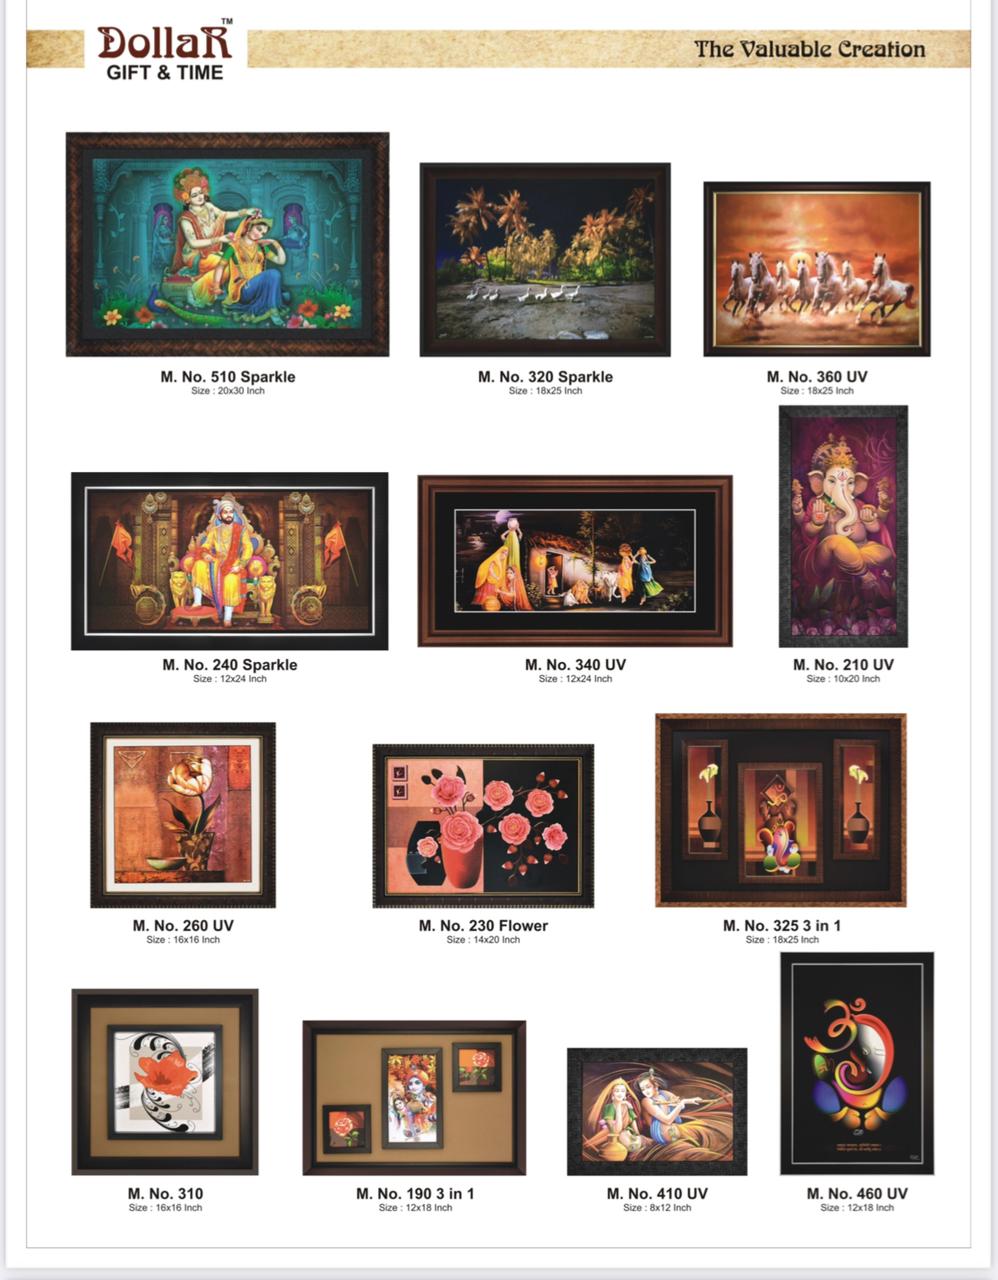 DollaR™
GIFT & TIME
The Valuable Creation
M. No. 510 Sparkle
Size : 20x30 Inch
M. No. 320 Sparkle
Size : 18x25 Inch
M. No. 360 UV
Size : 18x25 Inch
M. No. 240 Sparkle
Size : 12x24 Inch
M. No. 340 UV
Size : 12x24 Inch
M. No. 210 UV
Size : 10x20 Inch
M. No. 260 UV
Size : 16x16 Inch
M. No. 230 Flower
Size : 14x20 Inch
M. No. 325 3 in 1
Size : 18x25 Inch
M. No. 310
Size : 16x16 Inch
M. No. 190 3 in 1
Size : 12x18 Inch
M. No. 410 UV
Size : 8x12 Inch
M. No. 460 UV
Size : 12x18 Inch